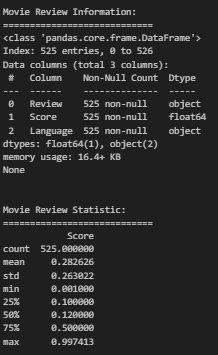 Movie Review Information:
============================
<class 'pandas.core.frame.DataFrame'>
Index: 525 entries, 0 to 526
Data columns (total 3 columns):
 #   Column    Non-Null Count  Dtype
---  ------    --------------  -----
 0   Review    525 non-null    object
 1   Score     525 non-null    float64
 2   Language  525 non-null    object
dtypes: float64(1), object(2)
memory usage: 16.4+ KB
None
Movie Review Statistic:
============================
            Score
count  525.000000
mean     0.282626
std      0.263022
min      0.001000
25%      0.100000
50%      0.120000
75%      0.500000
max      0.997413